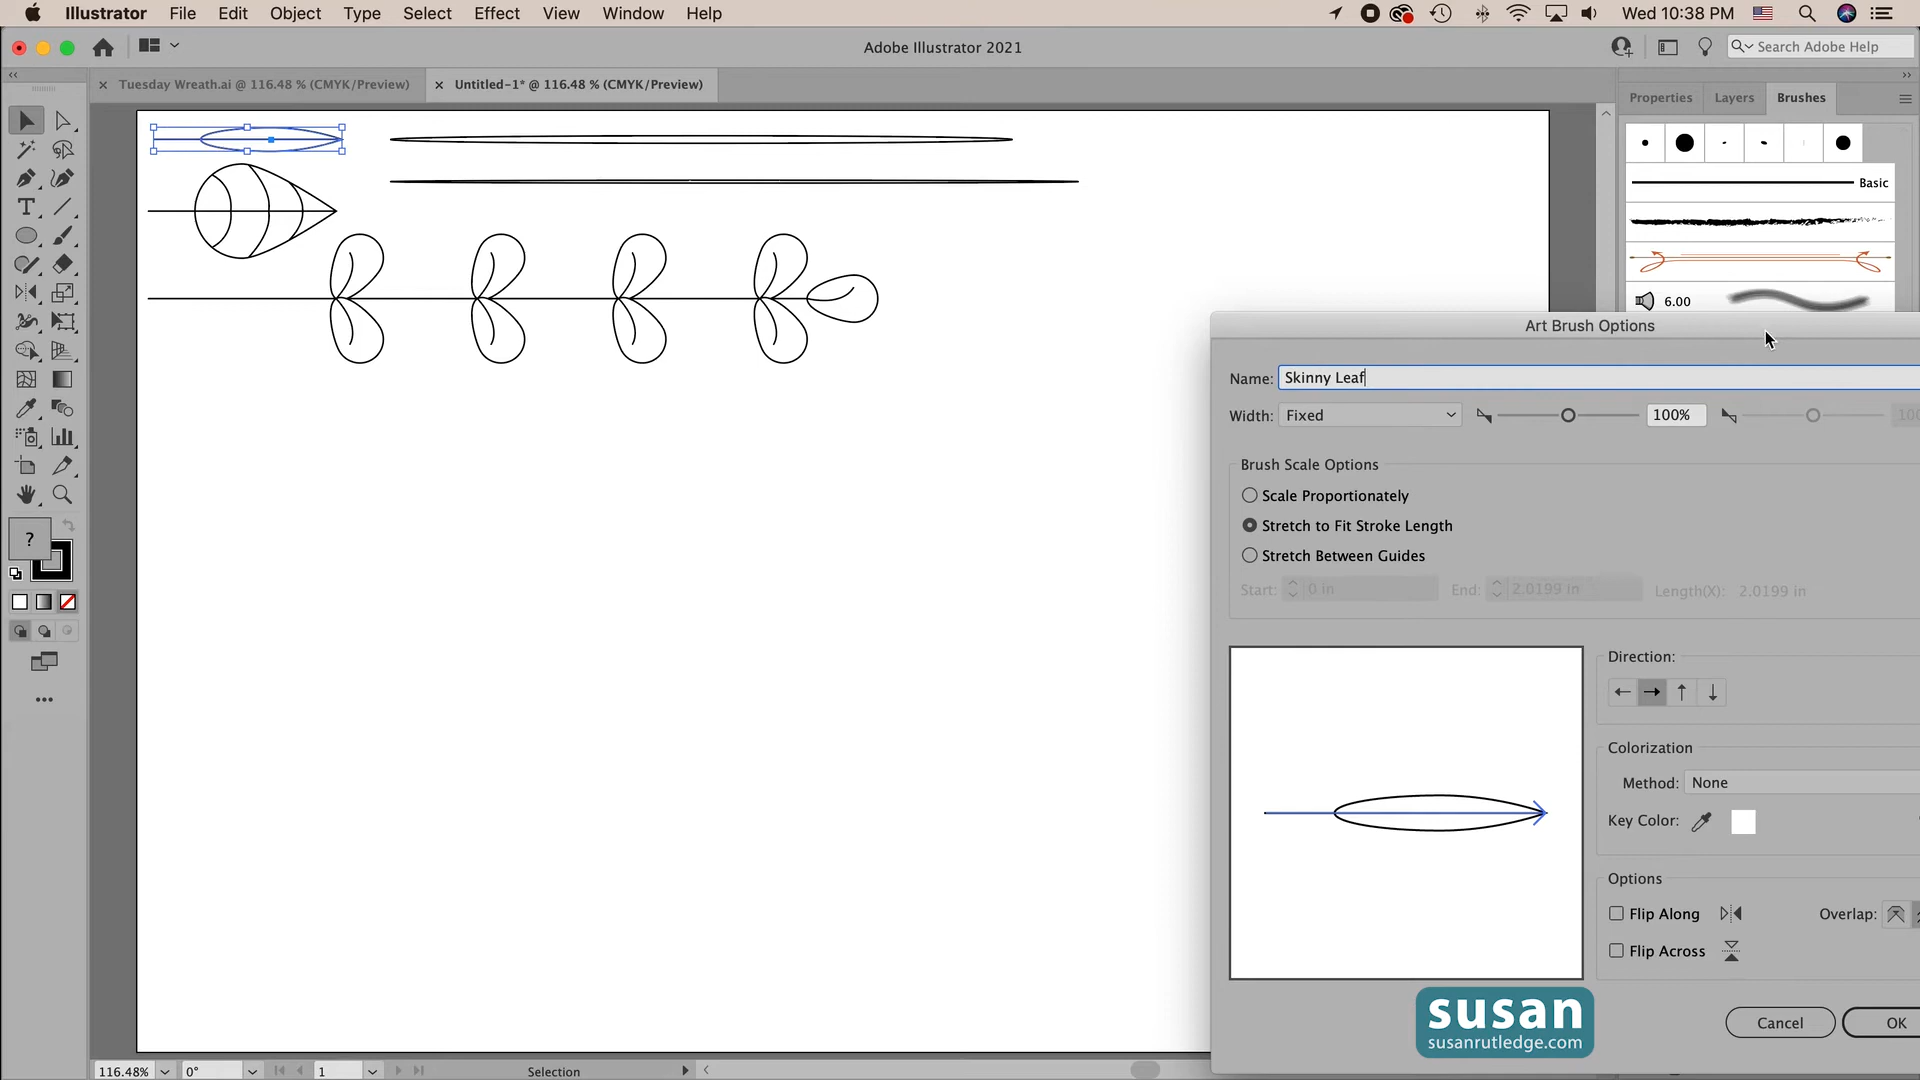 Illustrator File Edit Object Type Select Effect View Window Help
Wed 10:38 PM
Adobe Illustrator 2021
Search Adobe Help
Tuesday Wreath.ai @ 116.48 % (CMYK/Preview)
Untitled-1* @ 116.48 % (CMYK/Preview)
Properties Layers Brushes
Basic
6.00
Art Brush Options
Name: Skinny Leaf
Width: Fixed 100% 100
Brush Scale Options
Scale Proportionately
Stretch to Fit Stroke Length
Stretch Between Guides
Start: 0 in End: 2.0199 in Length(X): 2.0199 in
Direction:
Colorization
Method: None
Key Color:
Options
Flip Along Overlap:
Flip Across
Cancel OK
susan
susanrutledge.com
?
116.48% 0° 1 Selection